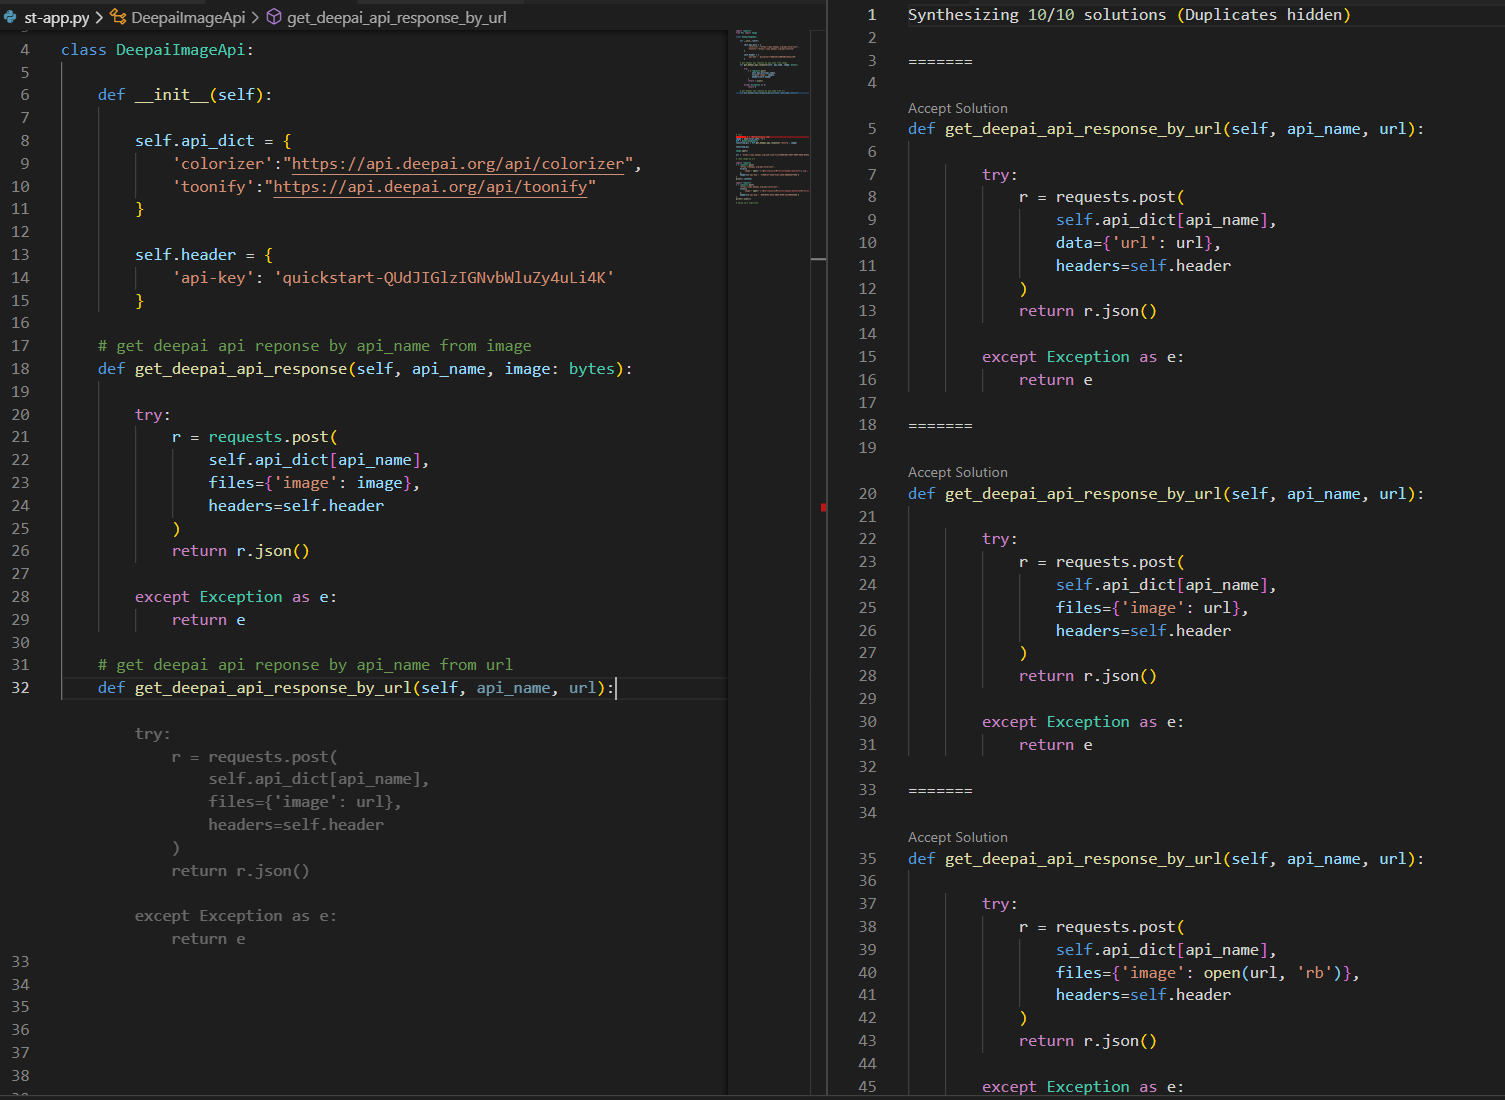 st-app.py > DeepaiImageApi > get_deepai_api_response_by_url
4 class DeepaiImageApi:
5
6 def __init__(self):
7
8 self.api_dict = {
9 'colorizer':"https://api.deepai.org/api/colorizer",
10 'toonify':"https://api.deepai.org/api/toonify"
11 }
12
13 self.header = {
14 'api-key': 'quickstart-QUdJIGlzIGNvbWluZy4uLi4K'
15 }
16
17 # get deepai api reponse by api_name from image
18 def get_deepai_api_response(self, api_name, image: bytes):
19
20 try:
21 r = requests.post(
22 self.api_dict[api_name],
23 files={'image': image},
24 headers=self.header
25 )
26 return r.json()
27
28 except Exception as e:
29 return e
30
31 # get deepai api reponse by api_name from url
32 def get_deepai_api_response_by_url(self, api_name, url):
try:
r = requests.post(
self.api_dict[api_name],
files={'image': url},
headers=self.header
)
return r.json()
except Exception as e:
return e
33
34
35
36
37
38
1 Synthesizing 10/10 solutions (Duplicates hidden)
2
3 =======
4
Accept Solution
5 def get_deepai_api_response_by_url(self, api_name, url):
6
7 try:
8 r = requests.post(
9 self.api_dict[api_name],
10 data={'url': url},
11 headers=self.header
12 )
13 return r.json()
14
15 except Exception as e:
16 return e
17
18 =======
19
Accept Solution
20 def get_deepai_api_response_by_url(self, api_name, url):
21
22 try:
23 r = requests.post(
24 self.api_dict[api_name],
25 files={'image': url},
26 headers=self.header
27 )
28 return r.json()
29
30 except Exception as e:
31 return e
32
33 =======
34
Accept Solution
35 def get_deepai_api_response_by_url(self, api_name, url):
36
37 try:
38 r = requests.post(
39 self.api_dict[api_name],
40 files={'image': open(url, 'rb')},
41 headers=self.header
42 )
43 return r.json()
44
45 except Exception as e: